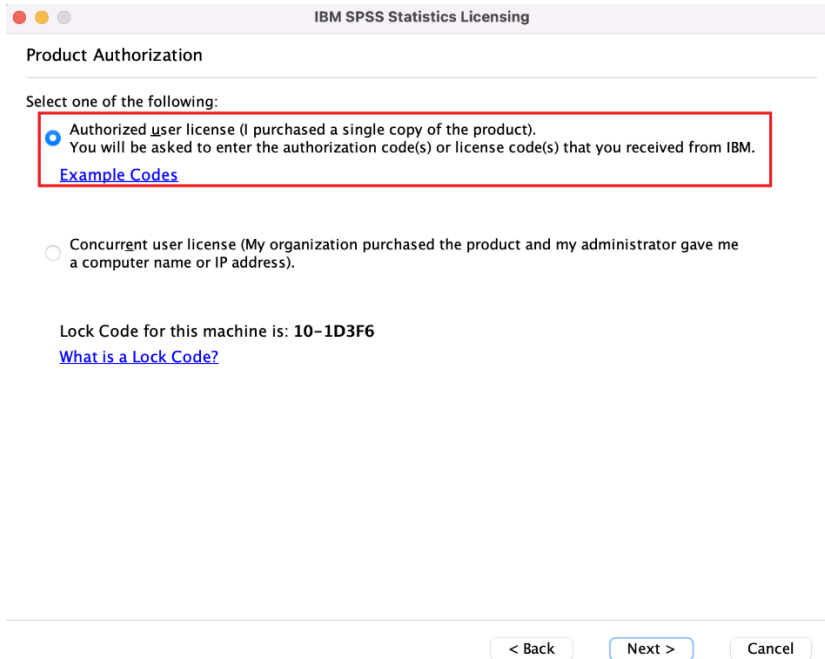 IBM SPSS Statistics Licensing
Product Authorization
Select one of the following:
Authorized user license (I purchased a single copy of the product).
You will be asked to enter the authorization code(s) or license code(s) that you received from IBM.
Example Codes
Concurrent user license (My organization purchased the product and my administrator gave me
a computer name or IP address).
Lock Code for this machine is: 10-1D3F6
What is a Lock Code?
< Back
Next >
Cancel